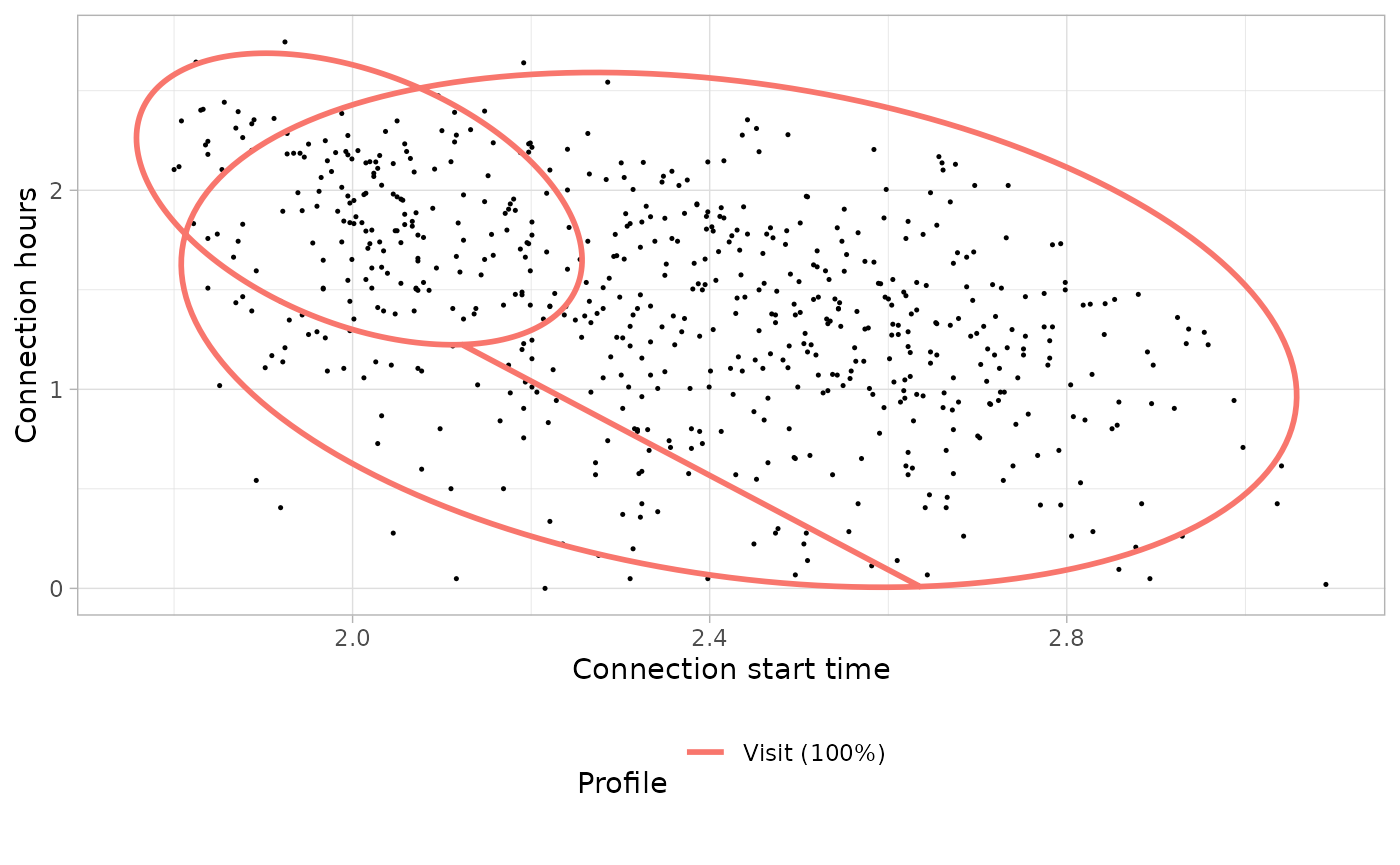 Connection hours
2
1
0
2.0 2.4 2.8
Connection start time
Visit (100%)
Profile